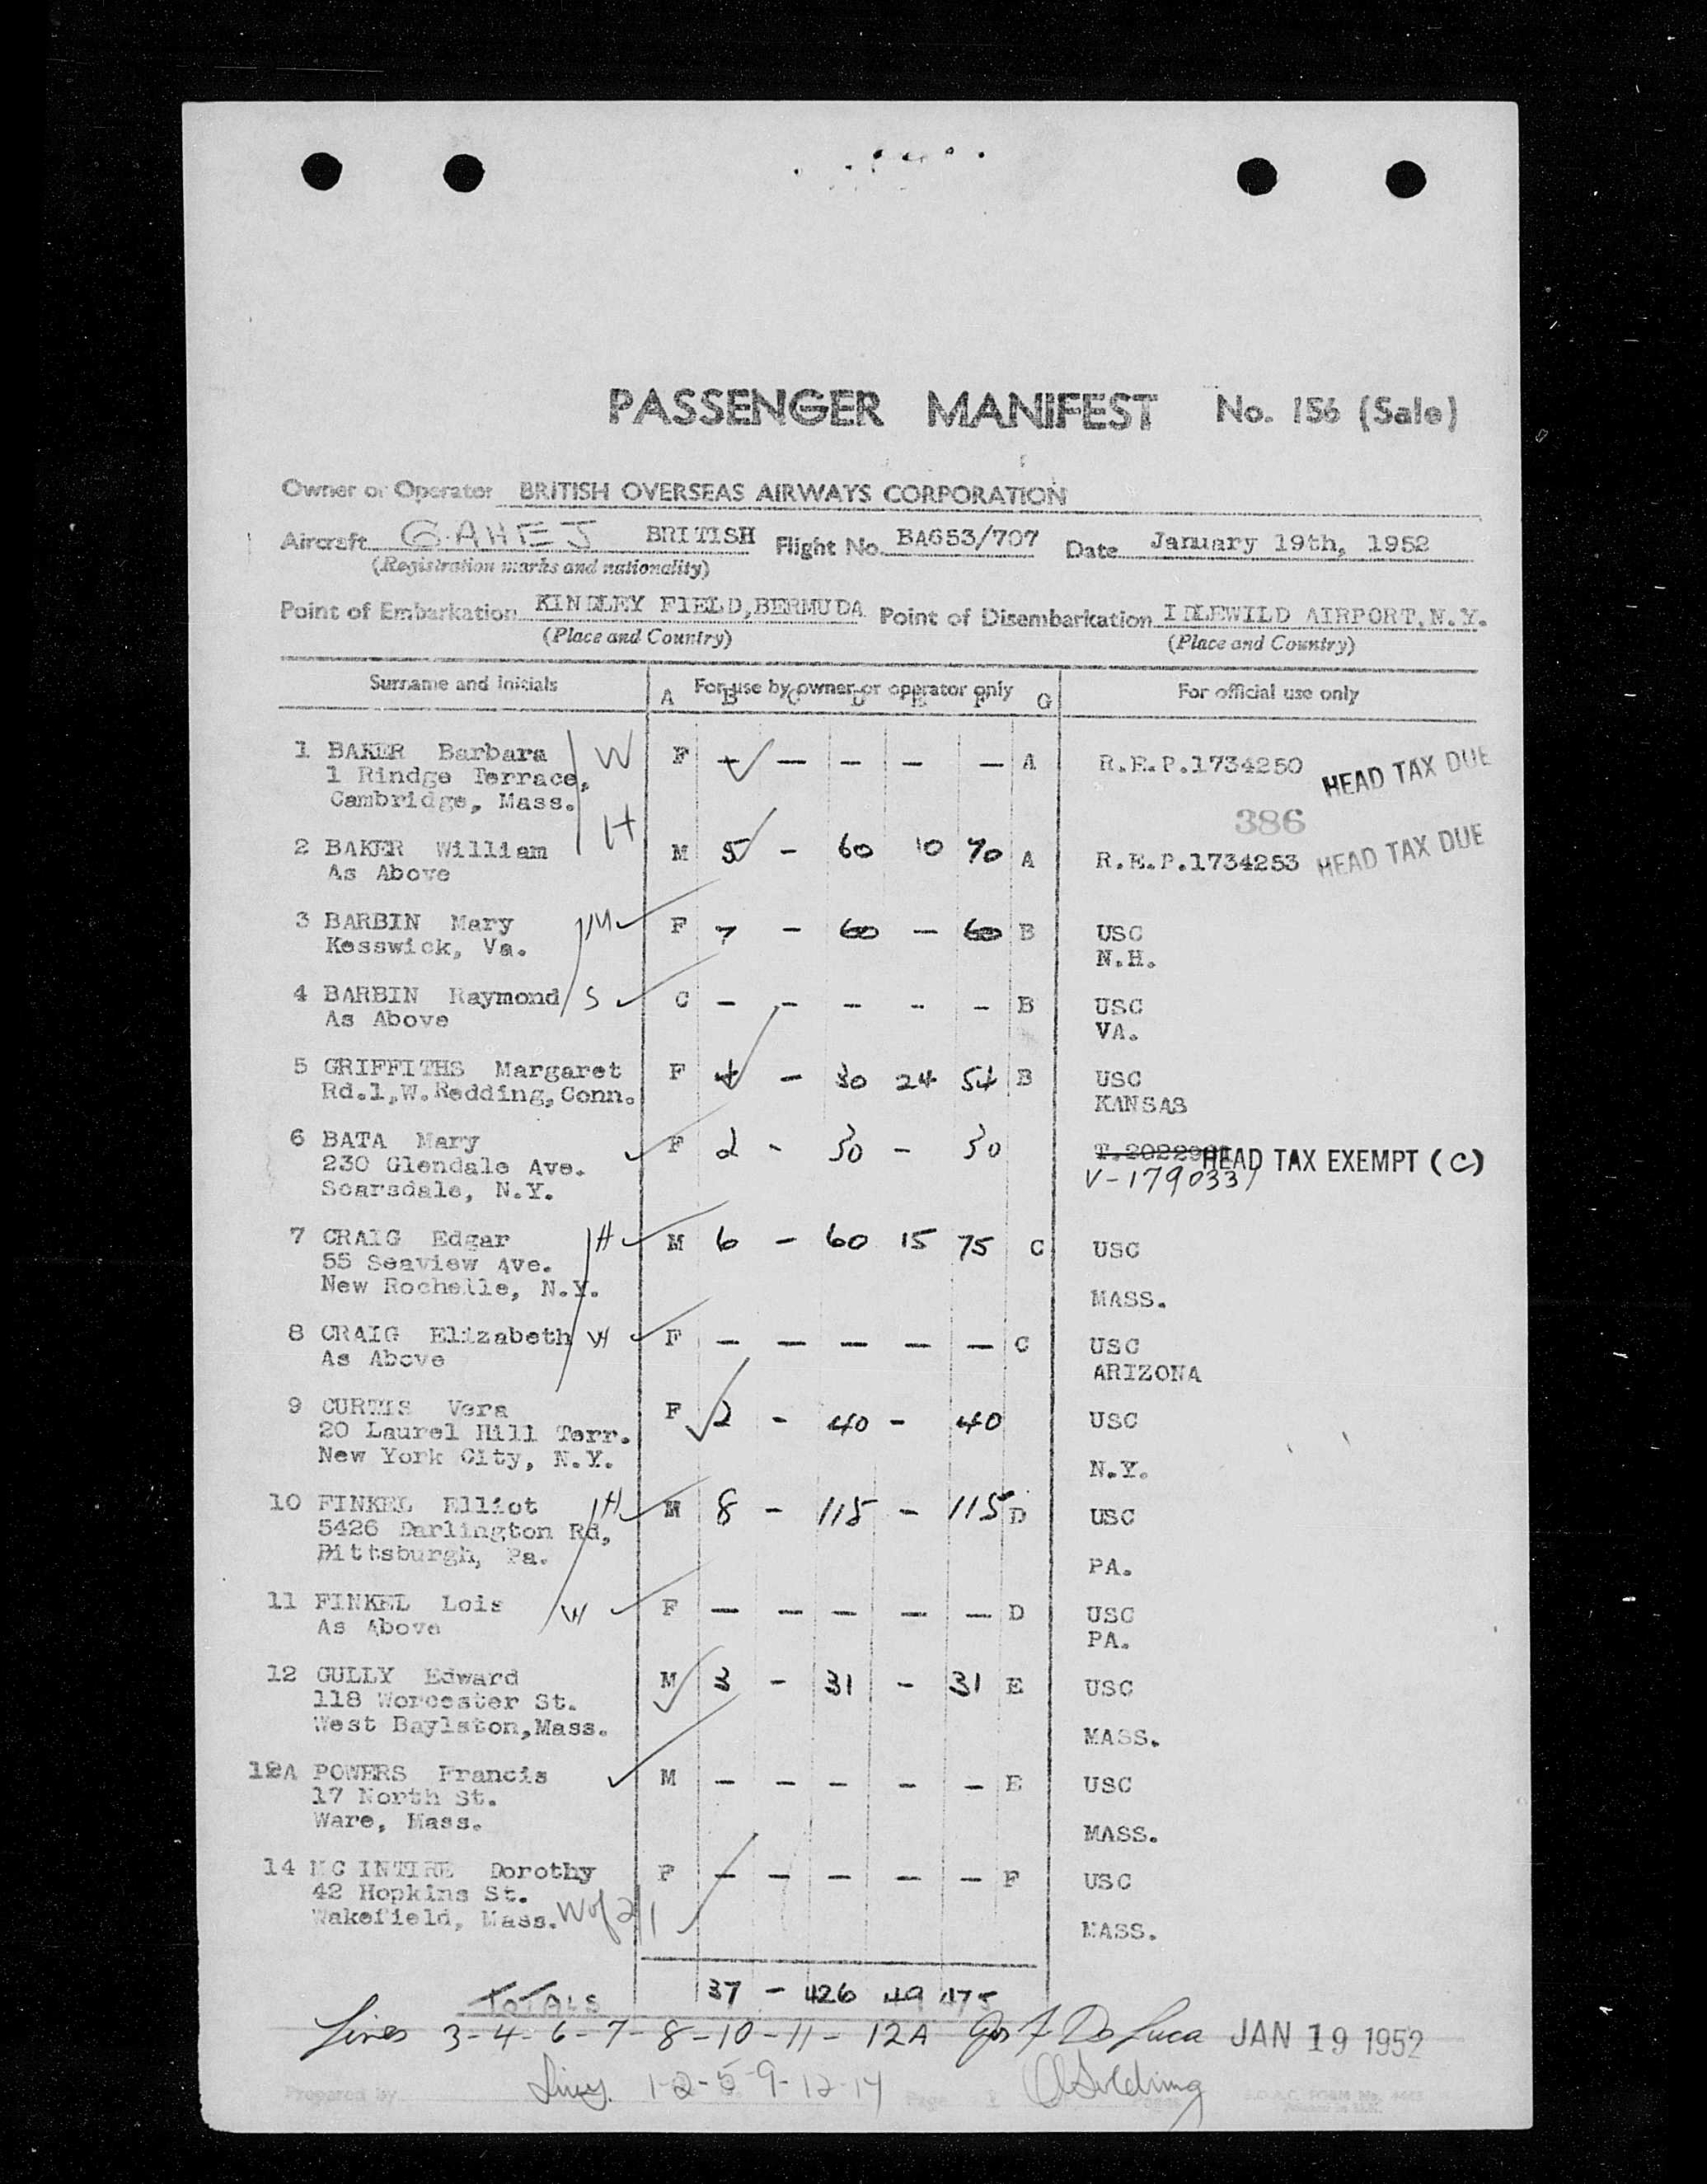 PASSENGER MANIFEST No. 156 (Sale)
Owner or Operator BRITISH OVERSEAS AIRWAYS CORPORATION
Aircraft G-AHEJ BRITISH Flight No. BA653/707 Date January 19th, 1952
(Registration marks and nationality)
Point of Embarkation KINDLEY FIELD, BERMUDA Point of Disembarkation IDLEWILD AIRPORT, N.Y.
(Place and Country) (Place and Country)
Surname and Initials For use by owner or operator only For official use only
A B C D E F G
1 BAKER Barbara W F - - - - - A R.E.P.1734250 HEAD TAX DUE
1 Rindge Terrace,
Cambridge, Mass.
386
2 BAKER William H M 5 - 60 10 70 A R.E.P.1734253 HEAD TAX DUE
As Above
3 BARBIN Mary M F 7 - 60 - 60 B USC
Kesswick, Va. N.H.
4 BARBIN Raymond S C - - - - - B USC
As Above VA.
5 GRIFFITHS Margaret F 4 - 30 24 54 B USC
Rd.1,W.Redding,Conn. KANSAS
6 BATA Mary F 2 - 30 - 30 HEAD TAX EXEMPT (C)
230 Glendale Ave. V-179033
Scarsdale, N.Y.
7 CRAIG Edgar H M 6 - 60 15 75 C USC
55 Seaview Ave.
New Rochelle, N.Y. MASS.
8 CRAIG Elizabeth W F - - - - - C USC
As Above ARIZONA
9 CURTIS Vera F 2 - 40 - 40 USC
20 Laurel Hill Terr.
New York City, N.Y. N.Y.
10 FINKEL Elliot H M 8 - 115 - 115 D USC
5426 Darlington Rd,
Pittsburgh, Pa. PA.
11 FINKEL Lois W F - - - - - D USC
As Above PA.
12 GULLY Edward M 3 - 31 - 31 E USC
118 Worcester St.
West Baylston,Mass. MASS.
12A POWERS Francis M - - - - - E USC
17 North St.
Ware, Mass. MASS.
14 MC INTIRE Dorothy F - - - - - F USC
42 Hopkins St.
Wakefield, Mass. MASS.
TOTALS 37 - 426 49 475
Lines 3-4-6-7-8-10-11-12A Jos F De Luca JAN 19 1952
1-2-5-9-12-14
Prepared by Page